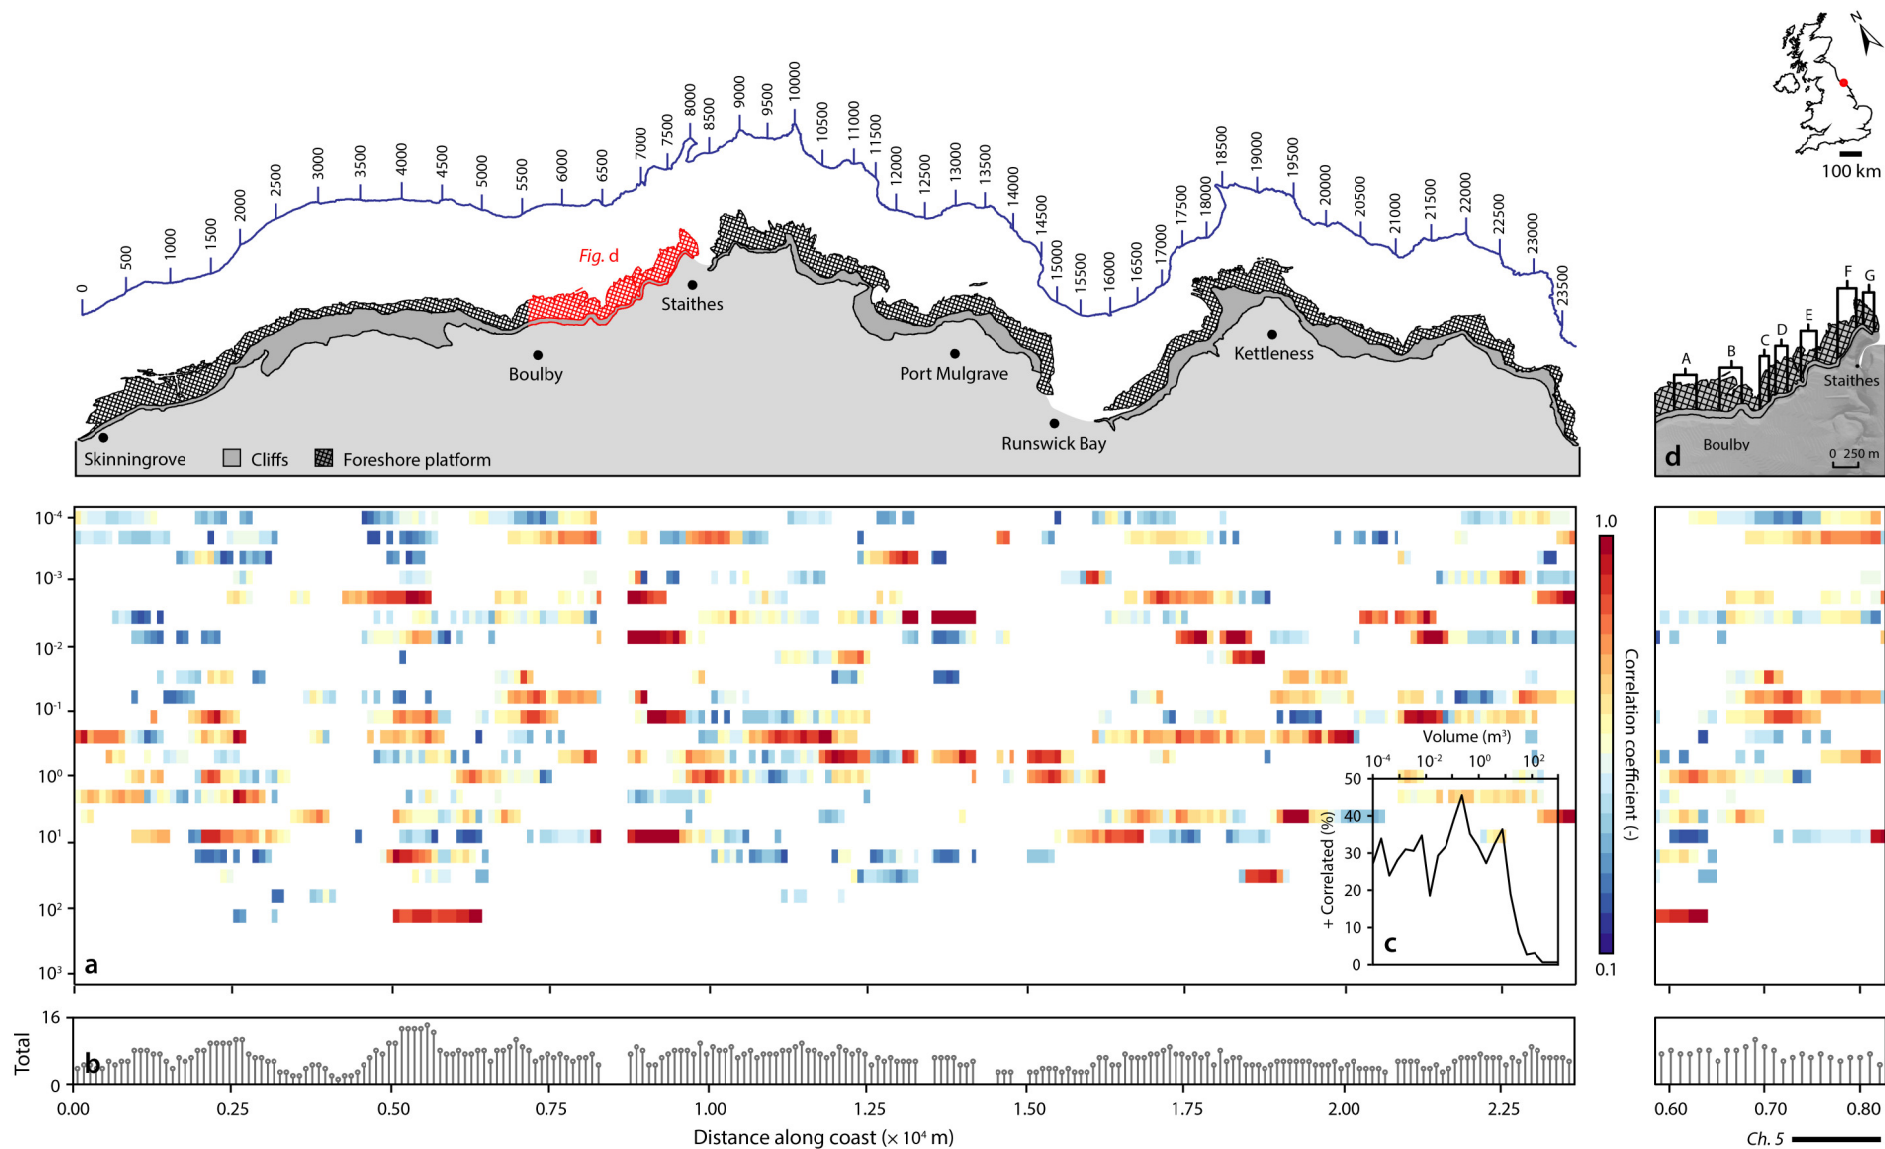 N
100 km
0
500
1000
1500
2000
2500
3000
3500
4000
4500
5000
5500
6000
6500
7000
7500
8000
8500
9000
9500
10000
10500
11000
11500
12000
12500
13000
13500
14000
14500
15000
15500
16000
16500
17000
17500
18000
18500
19000
19500
20000
20500
21000
21500
22000
22500
23000
23500
Fig. d
Staithes
Boulby
Port Mulgrave
Kettleness
Runswick Bay
Skinningrove
Cliffs
Foreshore platform
A
B
C
D
E
F
G
Staithes
Boulby
d
0 250 m
10⁻⁴
10⁻³
10⁻²
10⁻¹
10⁰
10¹
10²
10³
a
Volume (m³)
10⁻⁴ 10⁻² 10⁰ 10²
50
40
30
20
10
0
+ Correlated (%)
c
1.0
0.1
Correlation coefficient (-)
Total
16
0
b
0.00 0.25 0.50 0.75 1.00 1.25 1.50 1.75 2.00 2.25
Distance along coast (× 10⁴ m)
0.60 0.70 0.80
Ch. 5